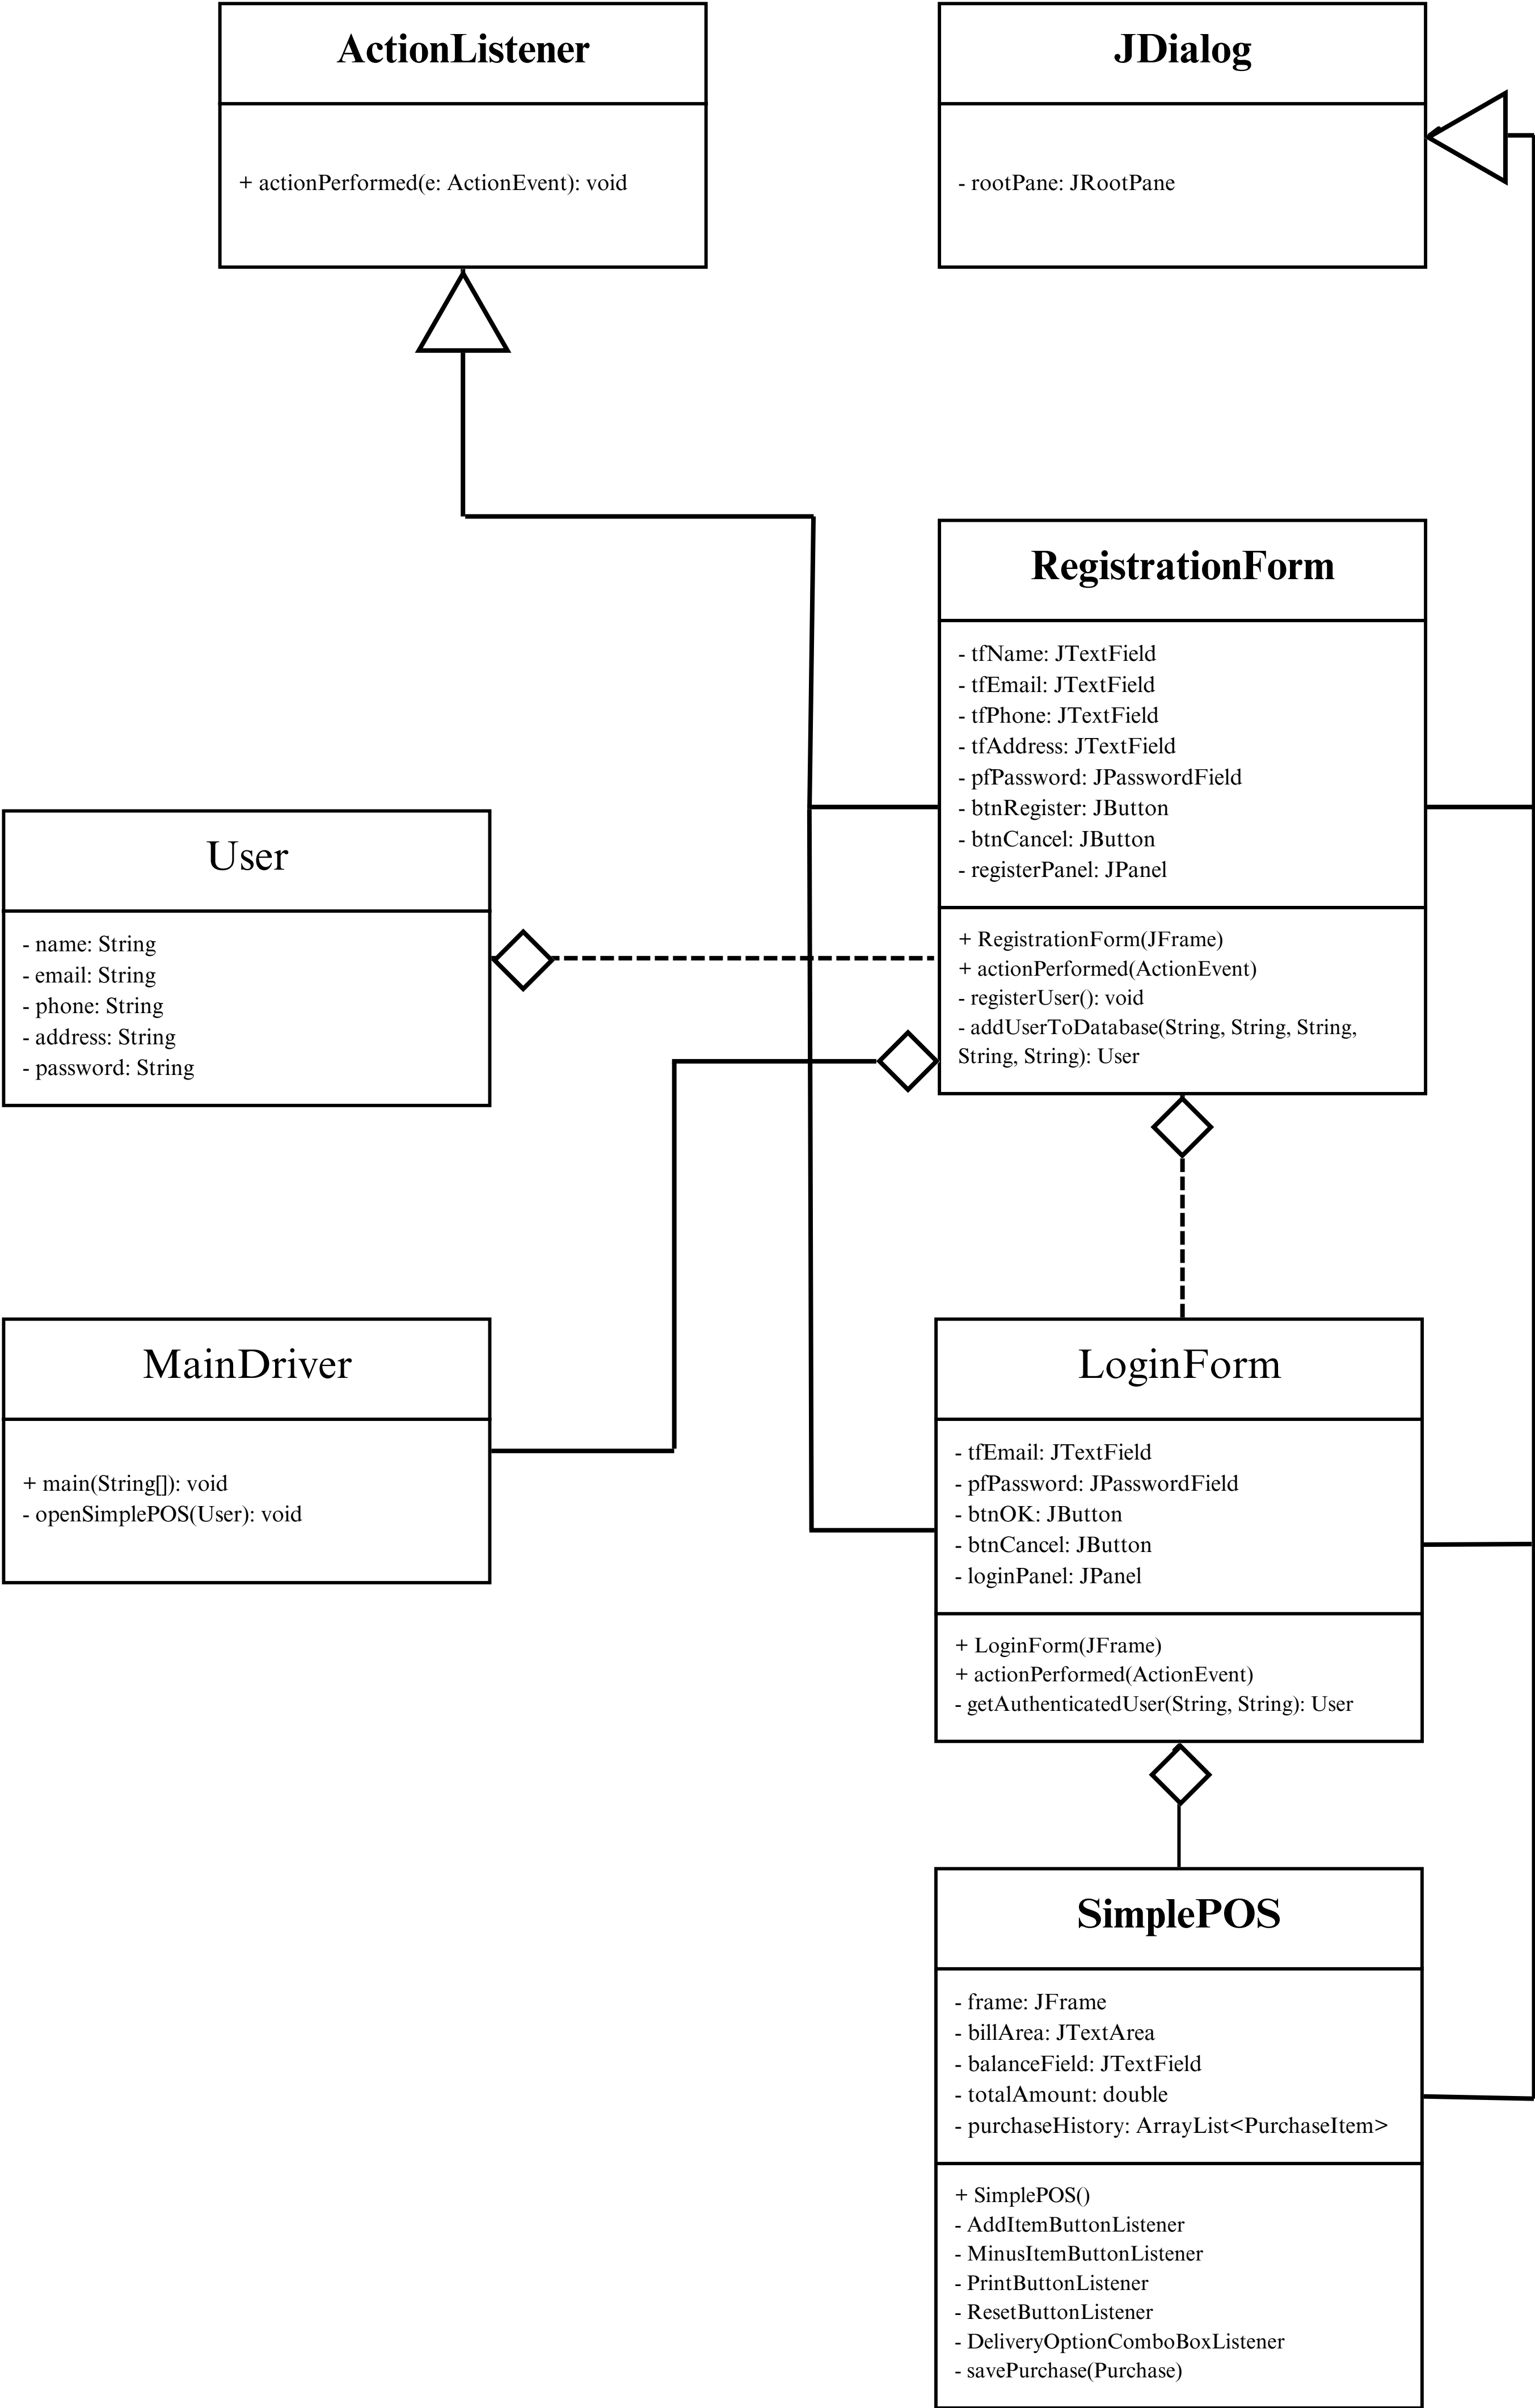 ActionListener
+ actionPerformed(e: ActionEvent): void
JDialog
- rootPane: JRootPane
RegistrationForm
- tfName: JTextField
- tfEmail: JTextField
- tfPhone: JTextField
- tfAddress: JTextField
- pfPassword: JPasswordField
- btnRegister: JButton
- btnCancel: JButton
- registerPanel: JPanel
+ RegistrationForm(JFrame)
+ actionPerformed(ActionEvent)
- registerUser(): void
- addUserToDatabase(String, String, String,
String, String): User
User
- name: String
- email: String
- phone: String
- address: String
- password: String
MainDriver
+ main(String[]): void
- openSimplePOS(User): void
LoginForm
- tfEmail: JTextField
- pfPassword: JPasswordField
- btnOK: JButton
- btnCancel: JButton
- loginPanel: JPanel
+ LoginForm(JFrame)
+ actionPerformed(ActionEvent)
- getAuthenticatedUser(String, String): User
SimplePOS
- frame: JFrame
- billArea: JTextArea
- balanceField: JTextField
- totalAmount: double
- purchaseHistory: ArrayList<PurchaseItem>
+ SimplePOS()
- AddItemButtonListener
- MinusItemButtonListener
- PrintButtonListener
- ResetButtonListener
- DeliveryOptionComboBoxListener
- savePurchase(Purchase)